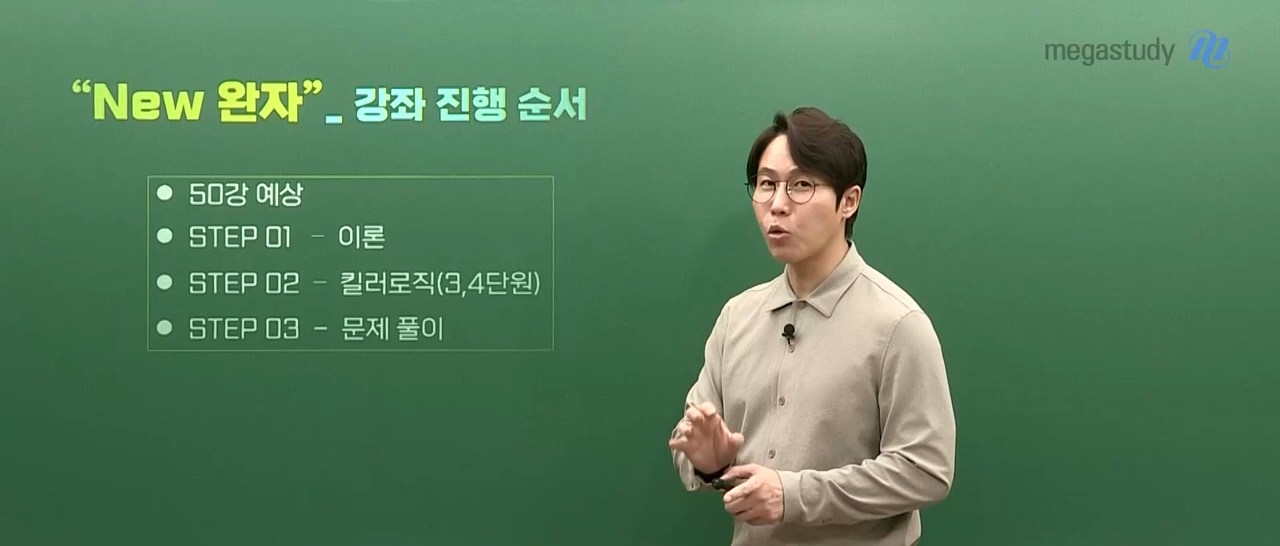 megastudy
“New 완자”_ 강좌 진행 순서
● 50강 예상
● STEP 01 – 이론
● STEP 02 – 킬러로직(3,4단원)
● STEP 03 – 문제 풀이